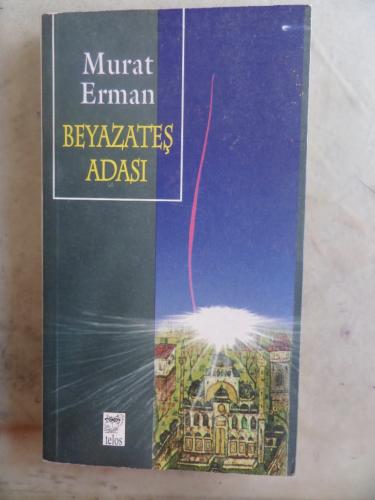 Murat
Erman
BEYAZATEŞ
ADASI
telos